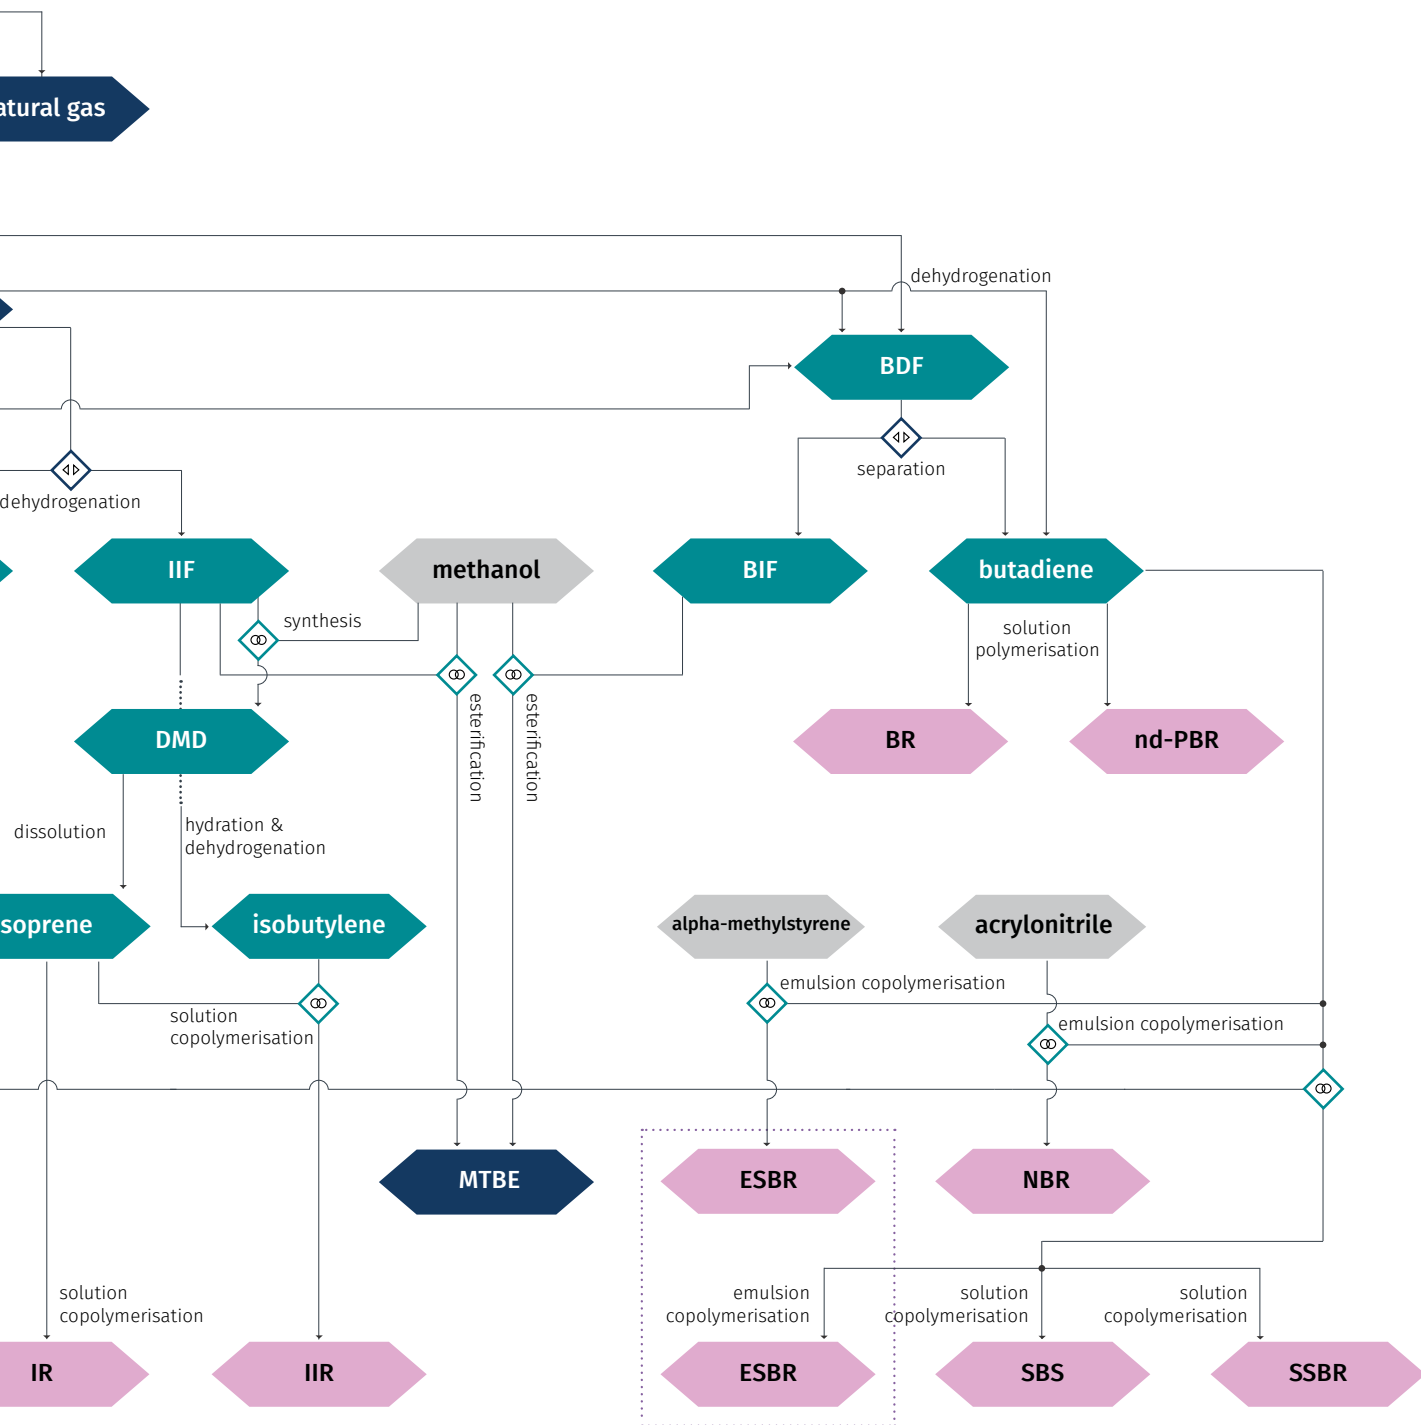 atural gas
dehydrogenation
BDF
separation
dehydrogenation
IIF
methanol
BIF
butadiene
synthesis
solution
polymerisation
esterification
esterification
DMD
BR
nd-PBR
dissolution
hydration &
dehydrogenation
soprene
isobutylene
alpha-methylstyrene
acrylonitrile
emulsion copolymerisation
solution
copolymerisation
emulsion copolymerisation
MTBE
ESBR
NBR
solution
copolymerisation
emulsion
copolymerisation
solution
copolymerisation
solution
copolymerisation
IR
IIR
ESBR
SBS
SSBR